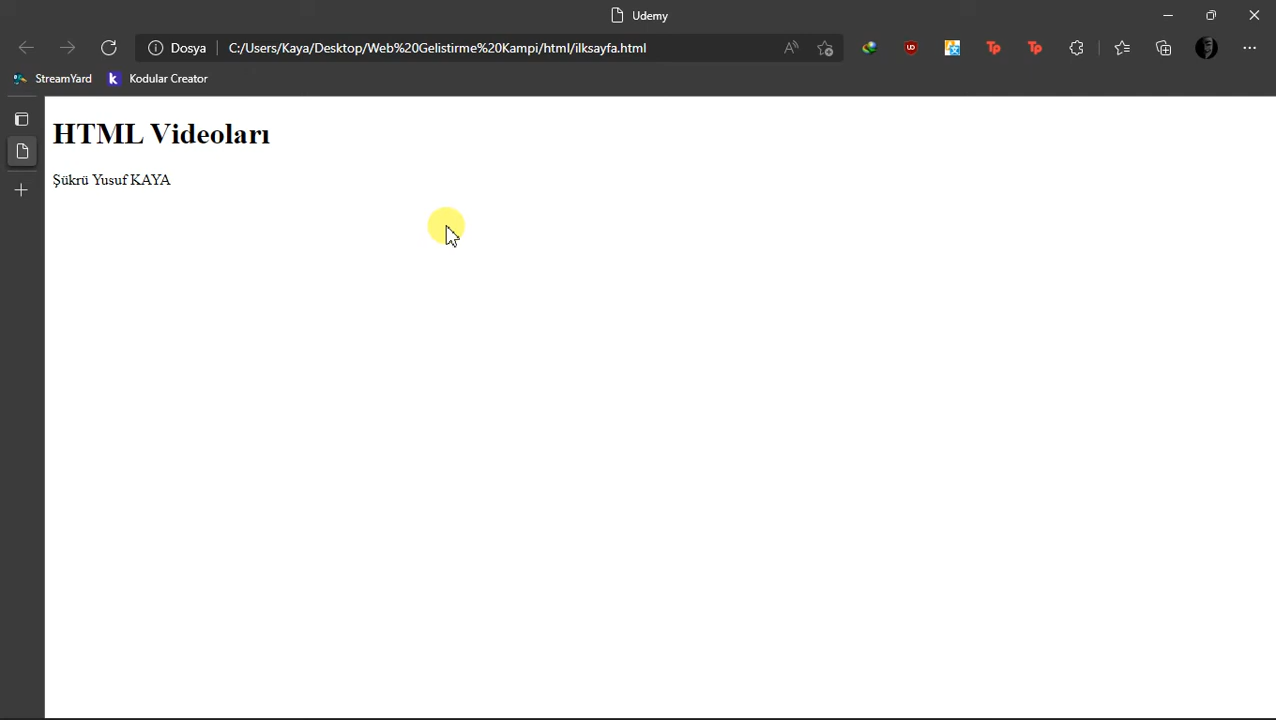 Udemy
Dosya
C:/Users/Kaya/Desktop/Web%20Gelistirme%20Kampi/html/ilksayfa.html
StreamYard
Kodular Creator
HTML Videoları
Şükrü Yusuf KAYA